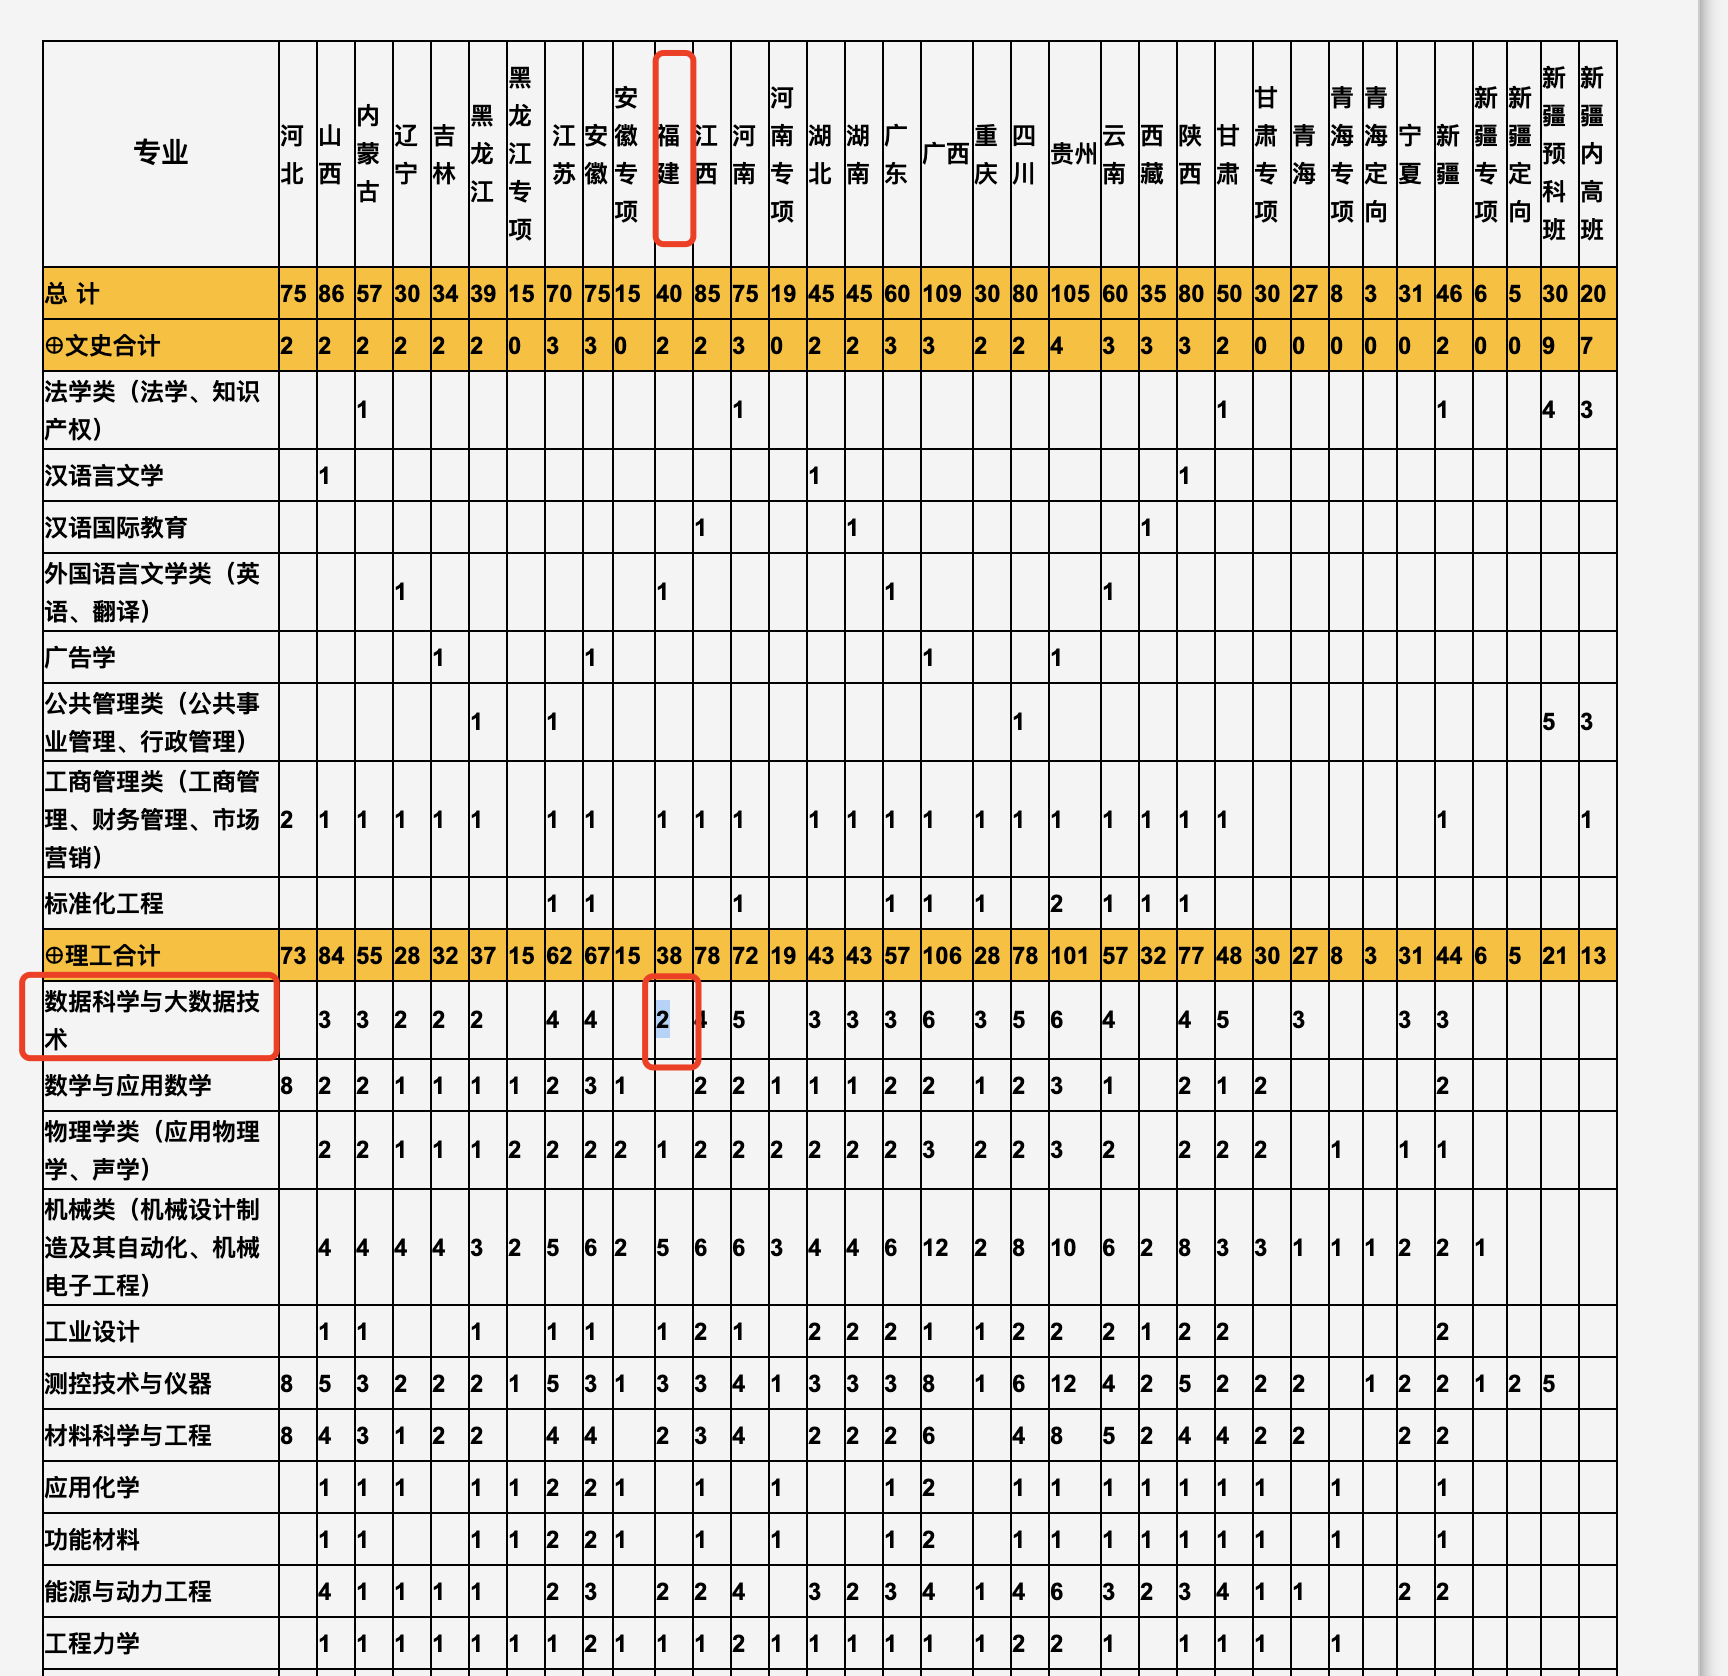 专业 河北 山西 内蒙古 辽宁 吉林 黑龙江 黑龙江专项 江苏 安徽 安徽专项 福建 江西 河南 河南专项 湖北 湖南 广东 广西 重庆 四川 贵州 云南 西藏 陕西 甘肃 甘肃专项 青海 青海专项 青海定向 宁夏 新疆 新疆专项 新疆定向 新疆预科班 新疆内高班
总 计 75 86 57 30 34 39 15 70 75 15 40 85 75 19 45 45 60 109 30 80 105 60 35 80 50 30 27 8 3 31 46 6 5 30 20
⊕文史合计 2 2 2 2 2 2 0 3 3 0 2 2 3 0 2 2 3 3 2 2 4 3 3 3 2 0 0 0 0 0 2 0 0 9 7
法学类（法学、知识
产权） 1 1 1 1 4 3
汉语言文学 1 1 1
汉语国际教育 1 1 1
外国语言文学类（英
语、翻译） 1 1 1 1
广告学 1 1 1 1
公共管理类（公共事
业管理、行政管理） 1 1 1 5 3
工商管理类（工商管
理、财务管理、市场 2 1 1 1 1 1 1 1 1 1 1 1 1 1 1 1 1 1 1 1 1 1 1 1
营销）
标准化工程 1 1 1 1 1 1 2 1 1 1
⊕理工合计 73 84 55 28 32 37 15 62 67 15 38 78 72 19 43 43 57 106 28 78 101 57 32 77 48 30 27 8 3 31 44 6 5 21 13
数据科学与大数据技
术 3 3 2 2 2 4 4 2 4 5 3 3 3 6 3 5 6 4 4 5 3 3 3
数学与应用数学 8 2 2 1 1 1 1 2 3 1 2 2 1 1 1 2 2 1 2 3 1 2 1 2 2
物理学类（应用物理
学、声学） 2 2 1 1 1 2 2 2 2 1 2 2 2 2 2 2 3 2 2 3 2 2 2 2 1 1 1
机械类（机械设计制
造及其自动化、机械 4 4 4 4 3 2 5 6 2 5 6 6 3 4 4 6 12 2 8 10 6 2 8 3 3 1 1 1 2 2 1
电子工程）
工业设计 1 1 1 1 1 1 2 1 2 2 2 1 1 2 2 2 1 2 2 2
测控技术与仪器 8 5 3 2 2 2 1 5 3 1 3 3 4 1 3 3 3 8 1 6 12 4 2 5 2 2 2 1 2 2 1 2 5
材料科学与工程 8 4 3 1 2 2 4 4 2 3 4 2 2 2 6 4 8 5 2 4 4 2 2 2 2
应用化学 1 1 1 1 1 2 2 1 1 1 1 2 1 1 1 1 1 1 1 1 1
功能材料 1 1 1 1 2 2 1 1 1 1 2 1 1 1 1 1 1 1 1 1
能源与动力工程 4 1 1 1 1 2 3 2 2 4 3 2 3 4 1 4 6 3 2 3 4 1 1 2 2
工程力学 1 1 1 1 1 1 1 2 1 1 1 2 1 1 1 1 1 1 2 2 1 1 1 1 1